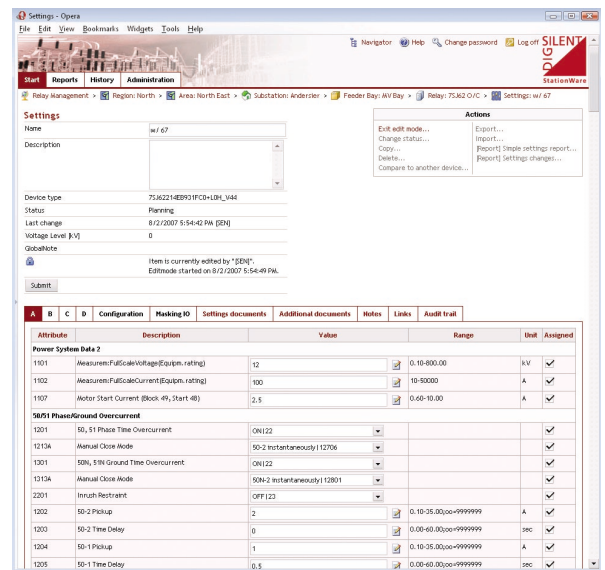 Settings - Opera
File Edit View Bookmarks Widgets Tools Help
Navigator Help Change password Log off
DIgSILENT
StationWare
Start Reports History Administration
Relay Management > Region: North > Area: North East > Substation: Andersier > Feeder Bay: MV Bay > Relay: 7SJ62 O/C > Settings: w/ 67
Settings
Name w/ 67
Description
Device type 7SJ62214EB931FC0+L0H_V44
Status Planning
Last change 8/2/2007 5:54:42 PM [SEN]
Voltage Level [kV] 0
GlobalNote
Item is currently edited by "[SEN]".
Editmode started on 8/2/2007 5:54:49 PM.
Submit
Actions
Exit edit mode... Export...
Change status... Import...
Copy... [Report] Simple settings report...
Delete... [Report] Settings changes...
Compare to another device...
A B C D Configuration Masking IO Settings documents Additional documents Notes Links Audit trail
Attribute Description Value Range Unit Assigned
Power System Data 2
1101 Measurem:FullScaleVoltage(Equipm.rating) 12 0.10-800.00 kV
1102 Measurem:FullScaleCurrent(Equipm.rating) 100 10-50000 A
1107 Motor Start Current (Block 49, Start 48) 2.5 0.60-10.00 A
50/51 Phase/Ground Overcurrent
1201 50, 51 Phase Time Overcurrent ON|22
1213A Manual Close Mode 50-2 instantaneously|12706
1301 50N, 51N Ground Time Overcurrent ON|22
1313A Manual Close Mode 50N-2 instantaneously|12801
2201 Inrush Restraint OFF|23
1202 50-2 Pickup 2 0.10-35.00;oo=9999999 A
1203 50-2 Time Delay 0 0.00-60.00;oo=9999999 sec
1204 50-1 Pickup 1 0.10-35.00;oo=9999999 A
1205 50-1 Time Delay 0.5 0.00-60.00;oo=9999999 sec